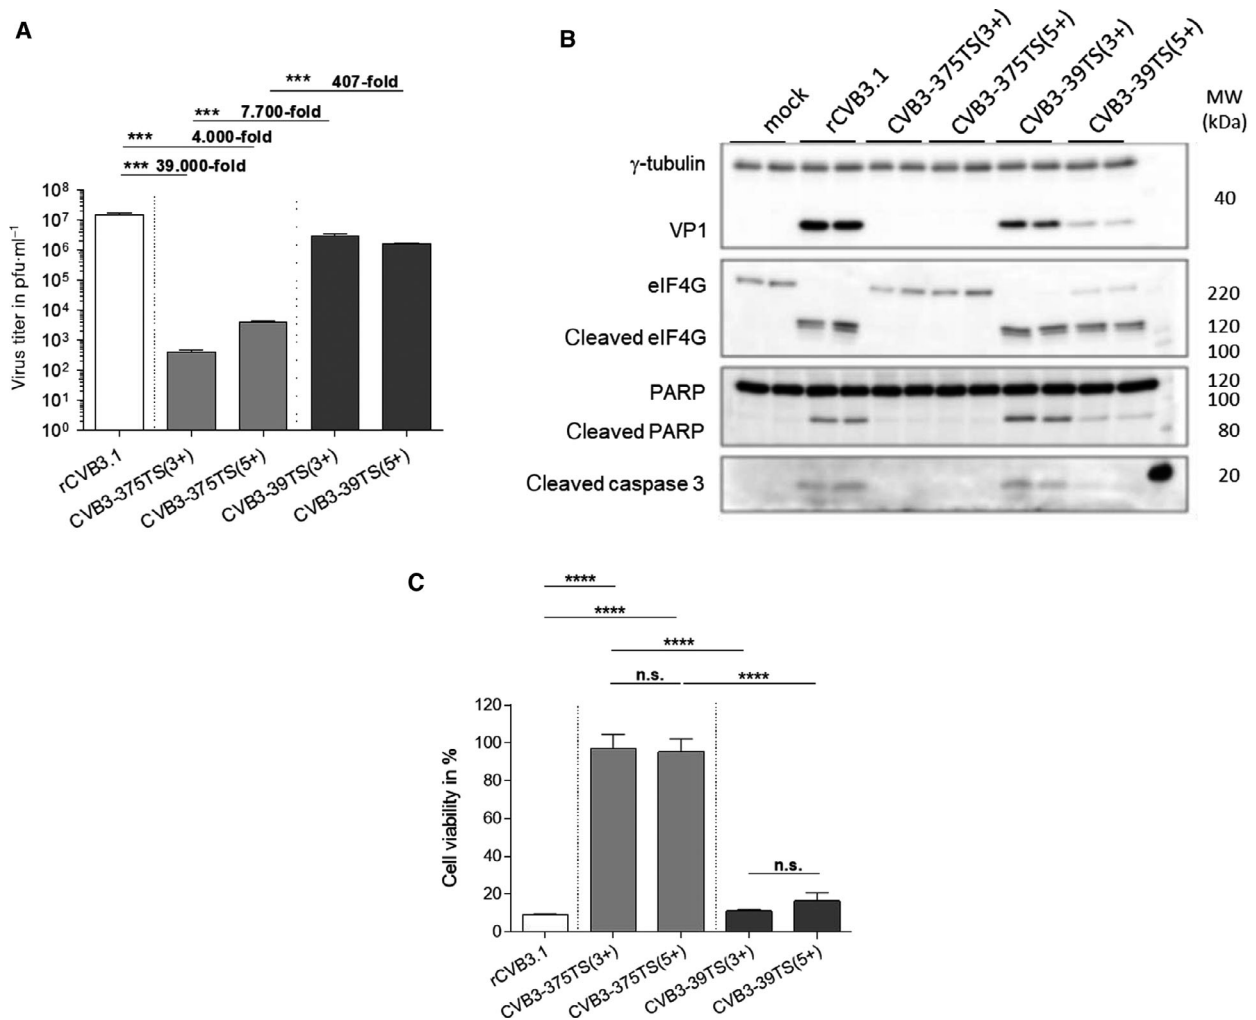 A
*** 407-fold
*** 7.700-fold
*** 4.000-fold
*** 39.000-fold
Virus titer in pfu·ml⁻¹
10⁸
10⁷
10⁶
10⁵
10⁴
10³
10²
10¹
10⁰
rCVB3.1
CVB3-375TS(3+)
CVB3-375TS(5+)
CVB3-39TS(3+)
CVB3-39TS(5+)
B
mock
rCVB3.1
CVB3-375TS(3+)
CVB3-375TS(5+)
CVB3-39TS(3+)
CVB3-39TS(5+)
MW
(kDa)
γ-tubulin
40
VP1
eIF4G
220
Cleaved eIF4G
120
100
PARP
120
100
Cleaved PARP
80
Cleaved caspase 3
20
C
****
****
****
n.s.
****
Cell viability in %
120
100
80
60
40
20
0
n.s.
rCVB3.1
CVB3-375TS(3+)
CVB3-375TS(5+)
CVB3-39TS(3+)
CVB3-39TS(5+)